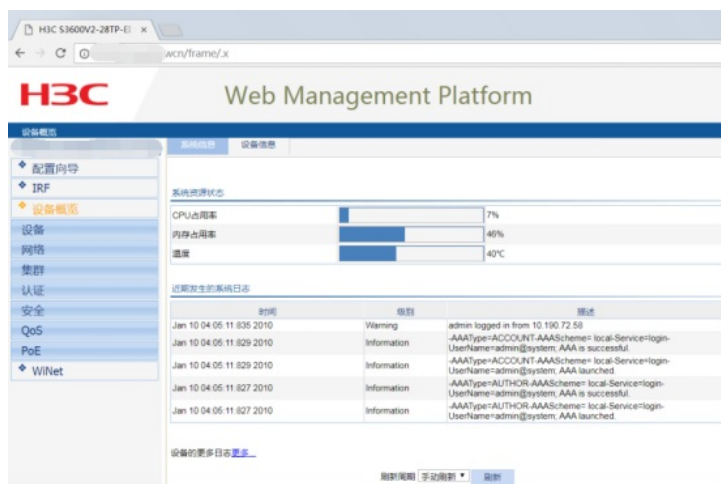 H3C S3600V2-28TP-EI
wcn/frame/.x
H3C
Web Management Platform
设备概览
系统信息 设备信息
配置向导
IRF
设备概览
设备
网络
集群
认证
安全
QoS
PoE
WiNet
系统资源状态
CPU占用率 7%
内存占用率 46%
温度 40℃
近期发生的系统日志
时间 级别 描述
Jan 10 04:05:11:835 2010 Warning admin logged in from 10.190.72.58
Jan 10 04:05:11:829 2010 Information -AAAType=ACCOUNT-AAAScheme= local-Service=login-
UserName=admin@system; AAA is successful.
Jan 10 04:05:11:829 2010 Information -AAAType=ACCOUNT-AAAScheme= local-Service=login-
UserName=admin@system; AAA launched.
Jan 10 04:05:11:827 2010 Information -AAAType=AUTHOR-AAAScheme= local-Service=login-
UserName=admin@system; AAA is successful.
Jan 10 04:05:11:827 2010 Information -AAAType=AUTHOR-AAAScheme= local-Service=login-
UserName=admin@system; AAA launched.
设备的更多日志更多...
刷新周期 手动刷新 刷新